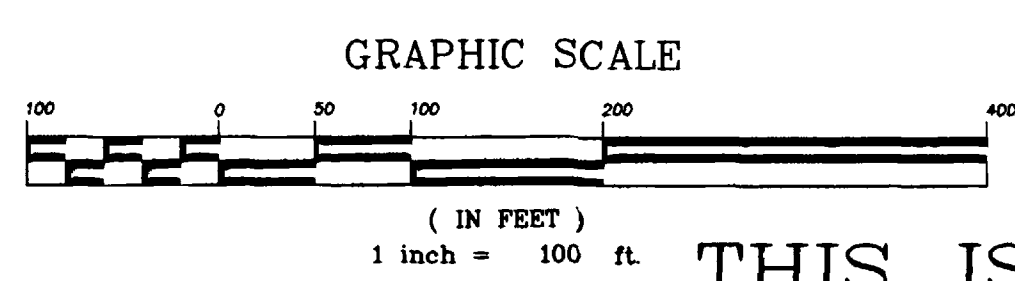 GRAPHIC SCALE
100 0 50 100 200 400
( IN FEET )
1 inch = 100 ft.
THIS IS